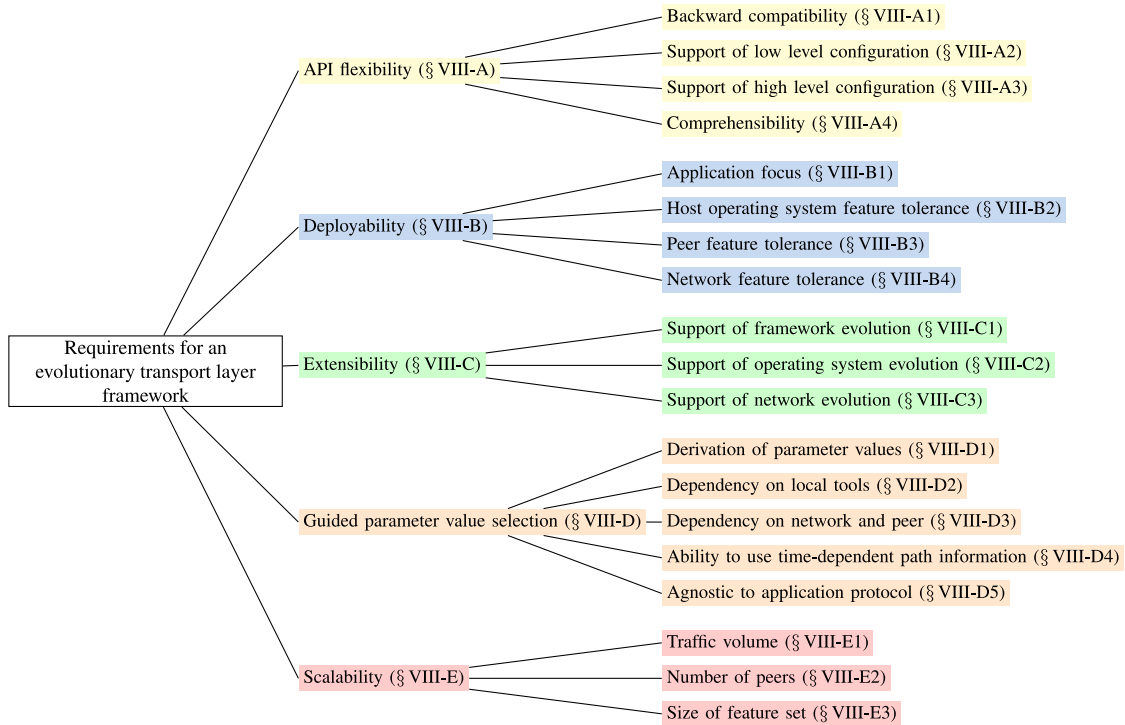 Requirements for an
evolutionary transport layer
framework
API flexibility (§ VIII-A)
Backward compatibility (§ VIII-A1)
Support of low level configuration (§ VIII-A2)
Support of high level configuration (§ VIII-A3)
Comprehensibility (§ VIII-A4)
Deployability (§ VIII-B)
Application focus (§ VIII-B1)
Host operating system feature tolerance (§ VIII-B2)
Peer feature tolerance (§ VIII-B3)
Network feature tolerance (§ VIII-B4)
Extensibility (§ VIII-C)
Support of framework evolution (§ VIII-C1)
Support of operating system evolution (§ VIII-C2)
Support of network evolution (§ VIII-C3)
Guided parameter value selection (§ VIII-D)
Derivation of parameter values (§ VIII-D1)
Dependency on local tools (§ VIII-D2)
Dependency on network and peer (§ VIII-D3)
Ability to use time-dependent path information (§ VIII-D4)
Agnostic to application protocol (§ VIII-D5)
Scalability (§ VIII-E)
Traffic volume (§ VIII-E1)
Number of peers (§ VIII-E2)
Size of feature set (§ VIII-E3)